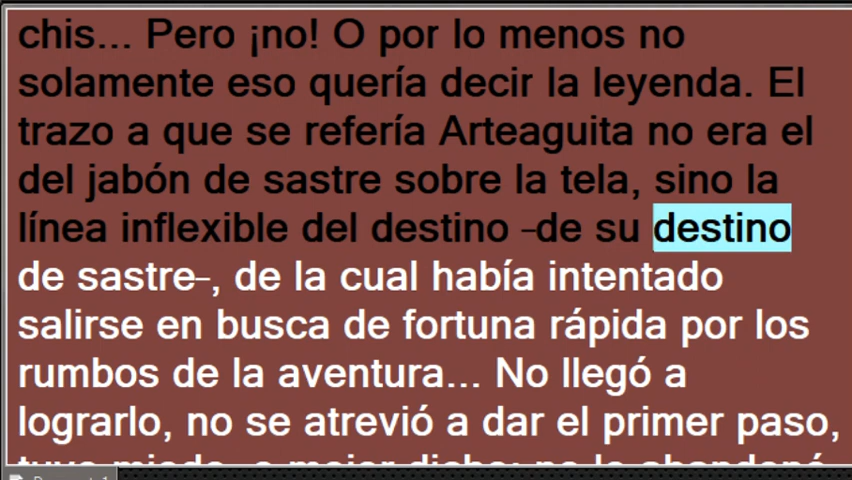 chis... Pero ¡no! O por lo menos no
solamente eso quería decir la leyenda. El
trazo a que se refería Arteaguita no era el
del jabón de sastre sobre la tela, sino la
línea inflexible del destino –de su destino
de sastre–, de la cual había intentado
salirse en busca de fortuna rápida por los
rumbos de la aventura... No llegó a
lograrlo, no se atrevió a dar el primer paso,